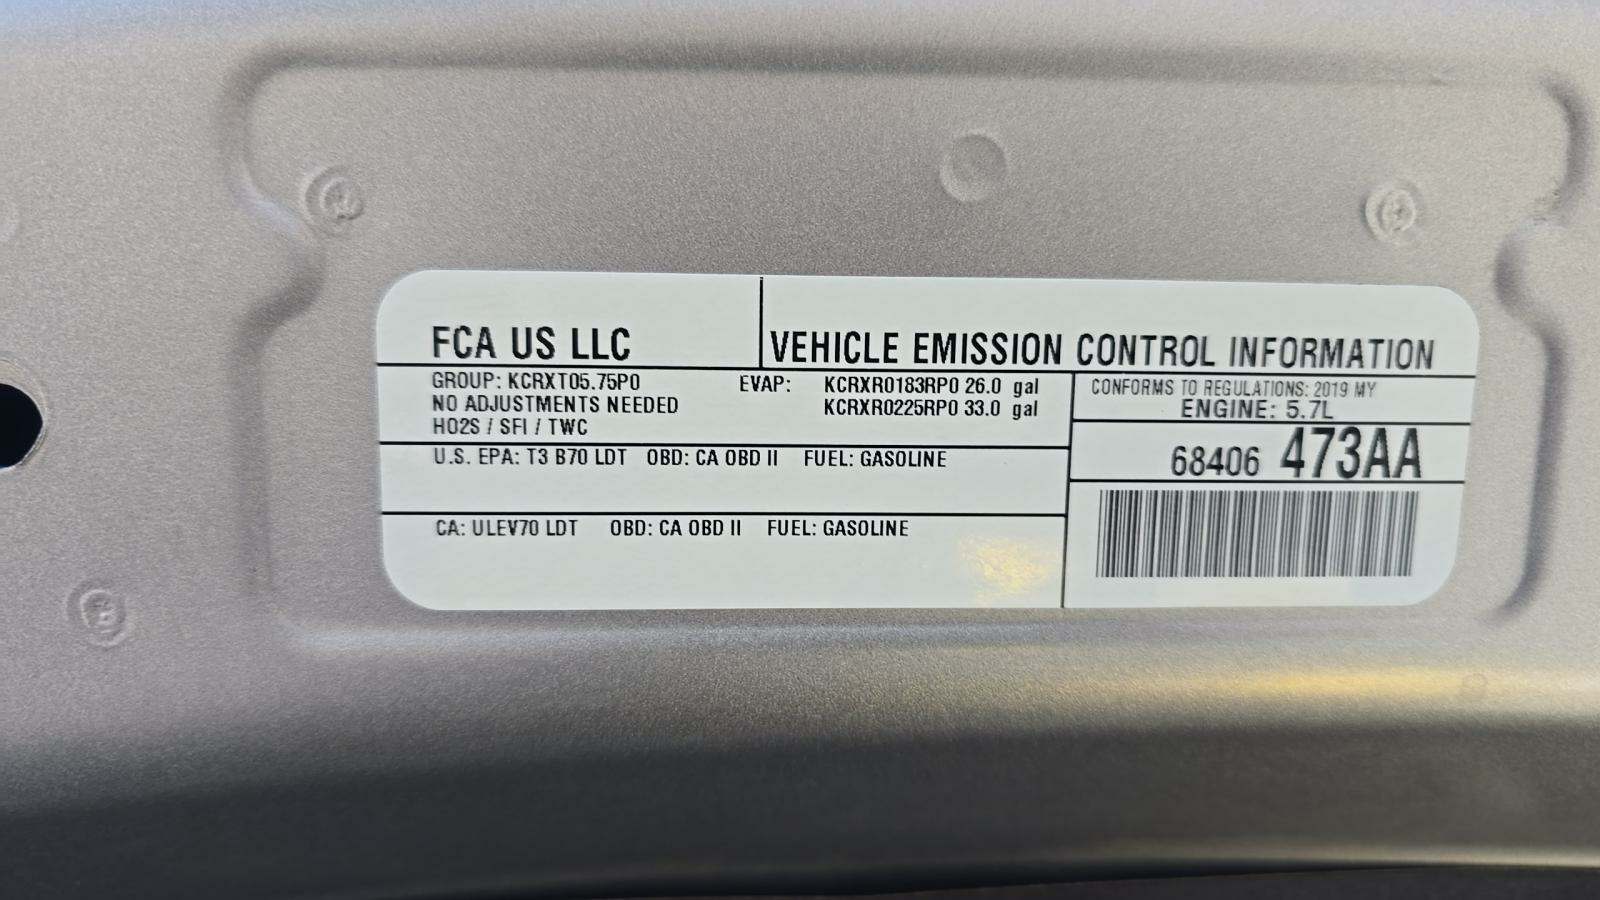 FCA US LLC
VEHICLE EMISSION CONTROL INFORMATION
GROUP: KCRXT05.75P0
NO ADJUSTMENTS NEEDED
HO2S / SFI / TWC
EVAP: KCRXR0183RP0 26.0 gal
KCRXR0225RP0 33.0 gal
CONFORMS TO REGULATIONS: 2019 MY
ENGINE: 5.7L
68406 473AA
U.S. EPA: T3 B70 LDT OBD: CA OBD II FUEL: GASOLINE
CA: ULEV70 LDT OBD: CA OBD II FUEL: GASOLINE